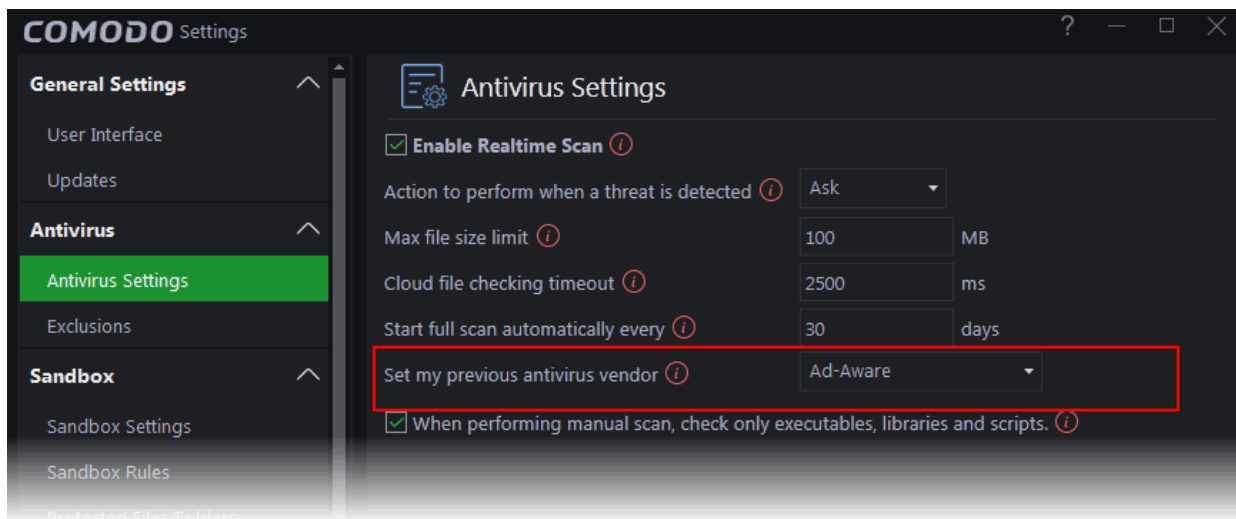 COMODO Settings
?
General Settings
User Interface
Updates
Antivirus
Antivirus Settings
Exclusions
Sandbox
Sandbox Settings
Sandbox Rules
Protected Files/Folders
Antivirus Settings
Enable Realtime Scan i
Action to perform when a threat is detected i Ask
Max file size limit i 100 MB
Cloud file checking timeout i 2500 ms
Start full scan automatically every i 30 days
Set my previous antivirus vendor i Ad-Aware
When performing manual scan, check only executables, libraries and scripts. i